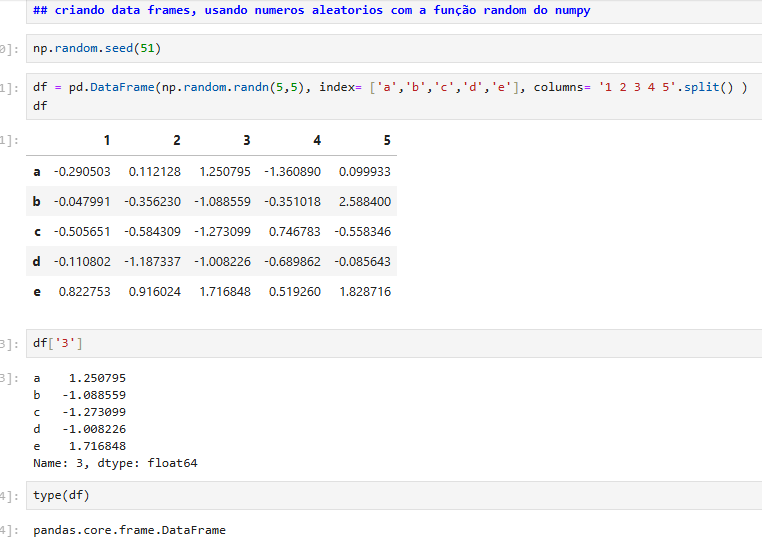 ## criando data frames, usando numeros aleatorios com a função random do numpy
0]: np.random.seed(51)
1]: df = pd.DataFrame(np.random.randn(5,5), index= ['a','b','c','d','e'], columns= '1 2 3 4 5'.split() )
df
1]: 1 2 3 4 5
a -0.290503 0.112128 1.250795 -1.360890 0.099933
b -0.047991 -0.356230 -1.088559 -0.351018 2.588400
c -0.505651 -0.584309 -1.273099 0.746783 -0.558346
d -0.110802 -1.187337 -1.008226 -0.689862 -0.085643
e 0.822753 0.916024 1.716848 0.519260 1.828716
3]: df['3']
3]: a 1.250795
b -1.088559
c -1.273099
d -1.008226
e 1.716848
Name: 3, dtype: float64
4]: type(df)
4]: pandas.core.frame.DataFrame